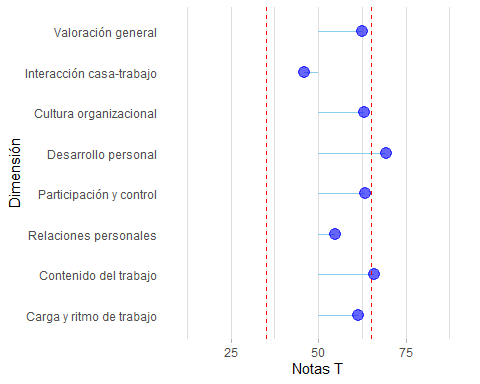 Valoración general
Interacción casa-trabajo
Cultura organizacional
Desarrollo personal
Participación y control
Relaciones personales
Contenido del trabajo
Carga y ritmo de trabajo
Dimensión
25 50 75
Notas T